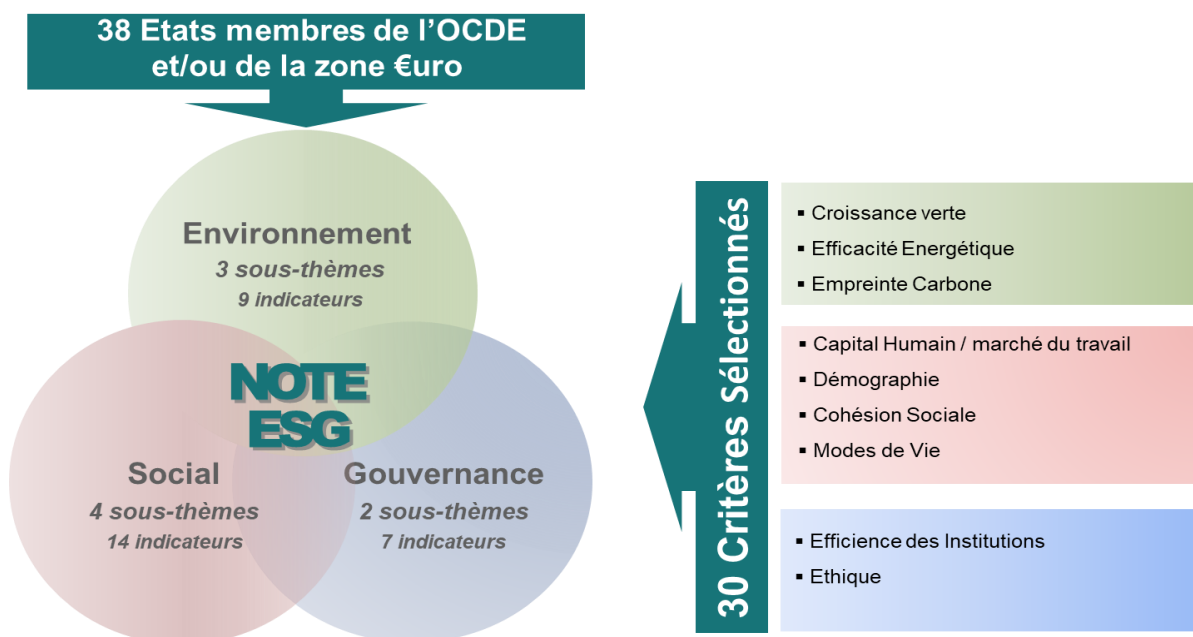 38 Etats membres de l'OCDE
et/ou de la zone €uro
Environnement
3 sous-thèmes
9 indicateurs
NOTE
ESG
Social
4 sous-thèmes
14 indicateurs
Gouvernance
2 sous-thèmes
7 indicateurs
30 Critères Sélectionnés
▪ Croissance verte
▪ Efficacité Energétique
▪ Empreinte Carbone
▪ Capital Humain / marché du travail
▪ Démographie
▪ Cohésion Sociale
▪ Modes de Vie
▪ Efficience des Institutions
▪ Ethique